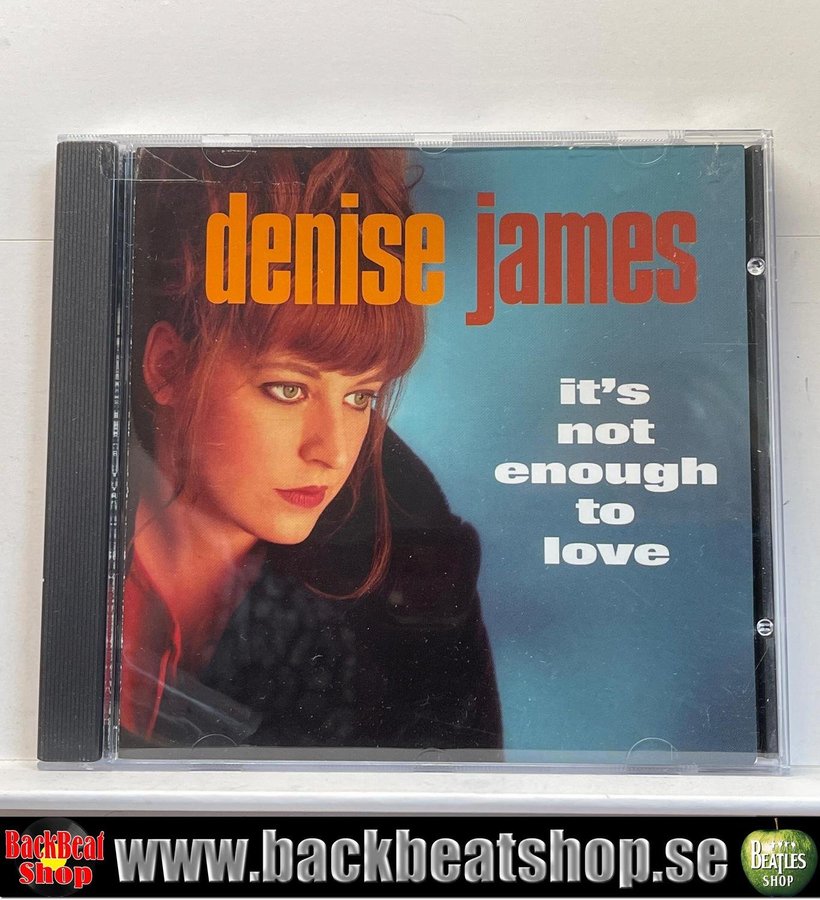 denise james
it's
not
enough
to
love
BackBeat
Shop
www.backbeatshop.se
BEATLES
SHOP